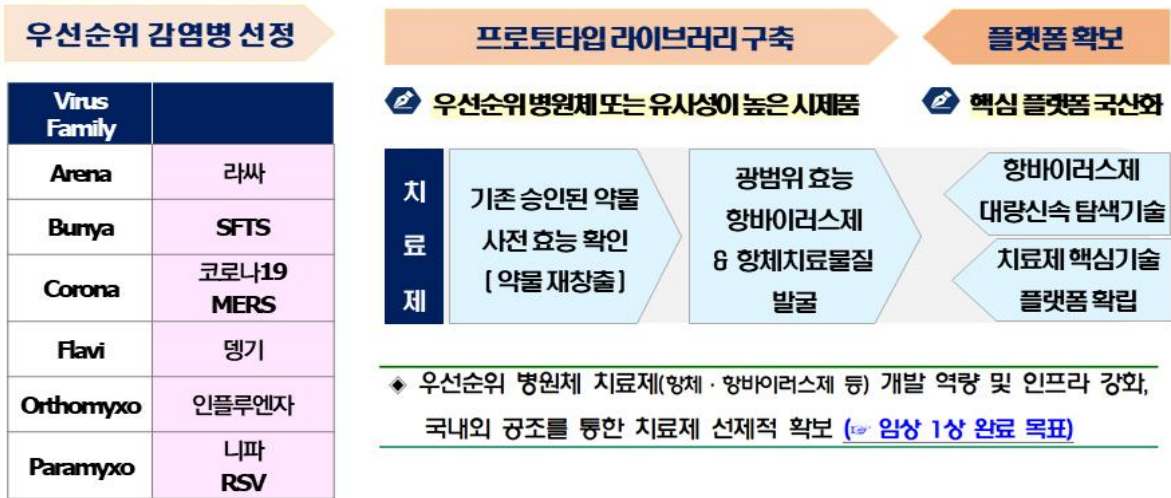 우선순위 감염병 선정
Virus
Family
Arena
라싸
Bunya
SFTS
Corona
코로나19
MERS
Flavi
뎅기
Orthomyxo
인플루엔자
Paramyxo
니파
RSV
프로토타입 라이브러리 구축
플랫폼 확보
우선순위 병원체 또는 유사성이 높은 시제품
핵심 플랫폼 국산화
치
료
제
기존 승인된 약물
사전 효능 확인
[ 약물 재창출 ]
광범위 효능
항바이러스제
& 항체치료물질
발굴
항바이러스제
대량신속 탐색기술
치료제 핵심기술
플랫폼 확립
◈ 우선순위 병원체 치료제(항체 · 항바이러스제 등) 개발 역량 및 인프라 강화,
국내외 공조를 통한 치료제 선제적 확보 (☞ 임상 1상 완료 목표)